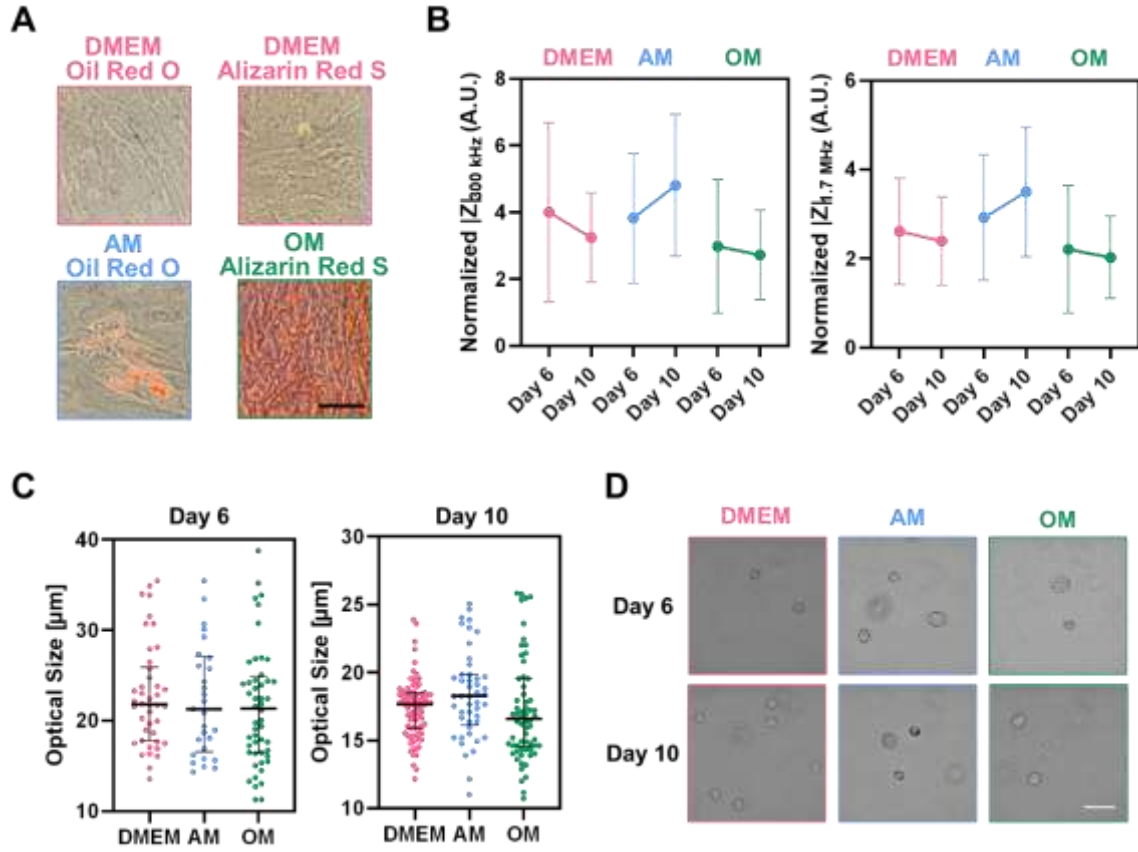 A
DMEM
Oil Red O
DMEM
Alizarin Red S
AM
Oil Red O
OM
Alizarin Red S
B
DMEM AM OM
Normalized |Z|300 kHz (A.U.)
8
6
4
2
0
Day 6
Day 10
Day 6
Day 10
Day 6
Day 10
DMEM AM OM
Normalized |Z|1.7 MHz (A.U.)
6
4
2
0
Day 6
Day 10
Day 6
Day 10
Day 6
Day 10
C
Day 6
Optical Size [µm]
40
30
20
10
DMEM AM OM
Day 10
Optical Size [µm]
30
25
20
15
10
DMEM AM OM
D
DMEM AM OM
Day 6
Day 10